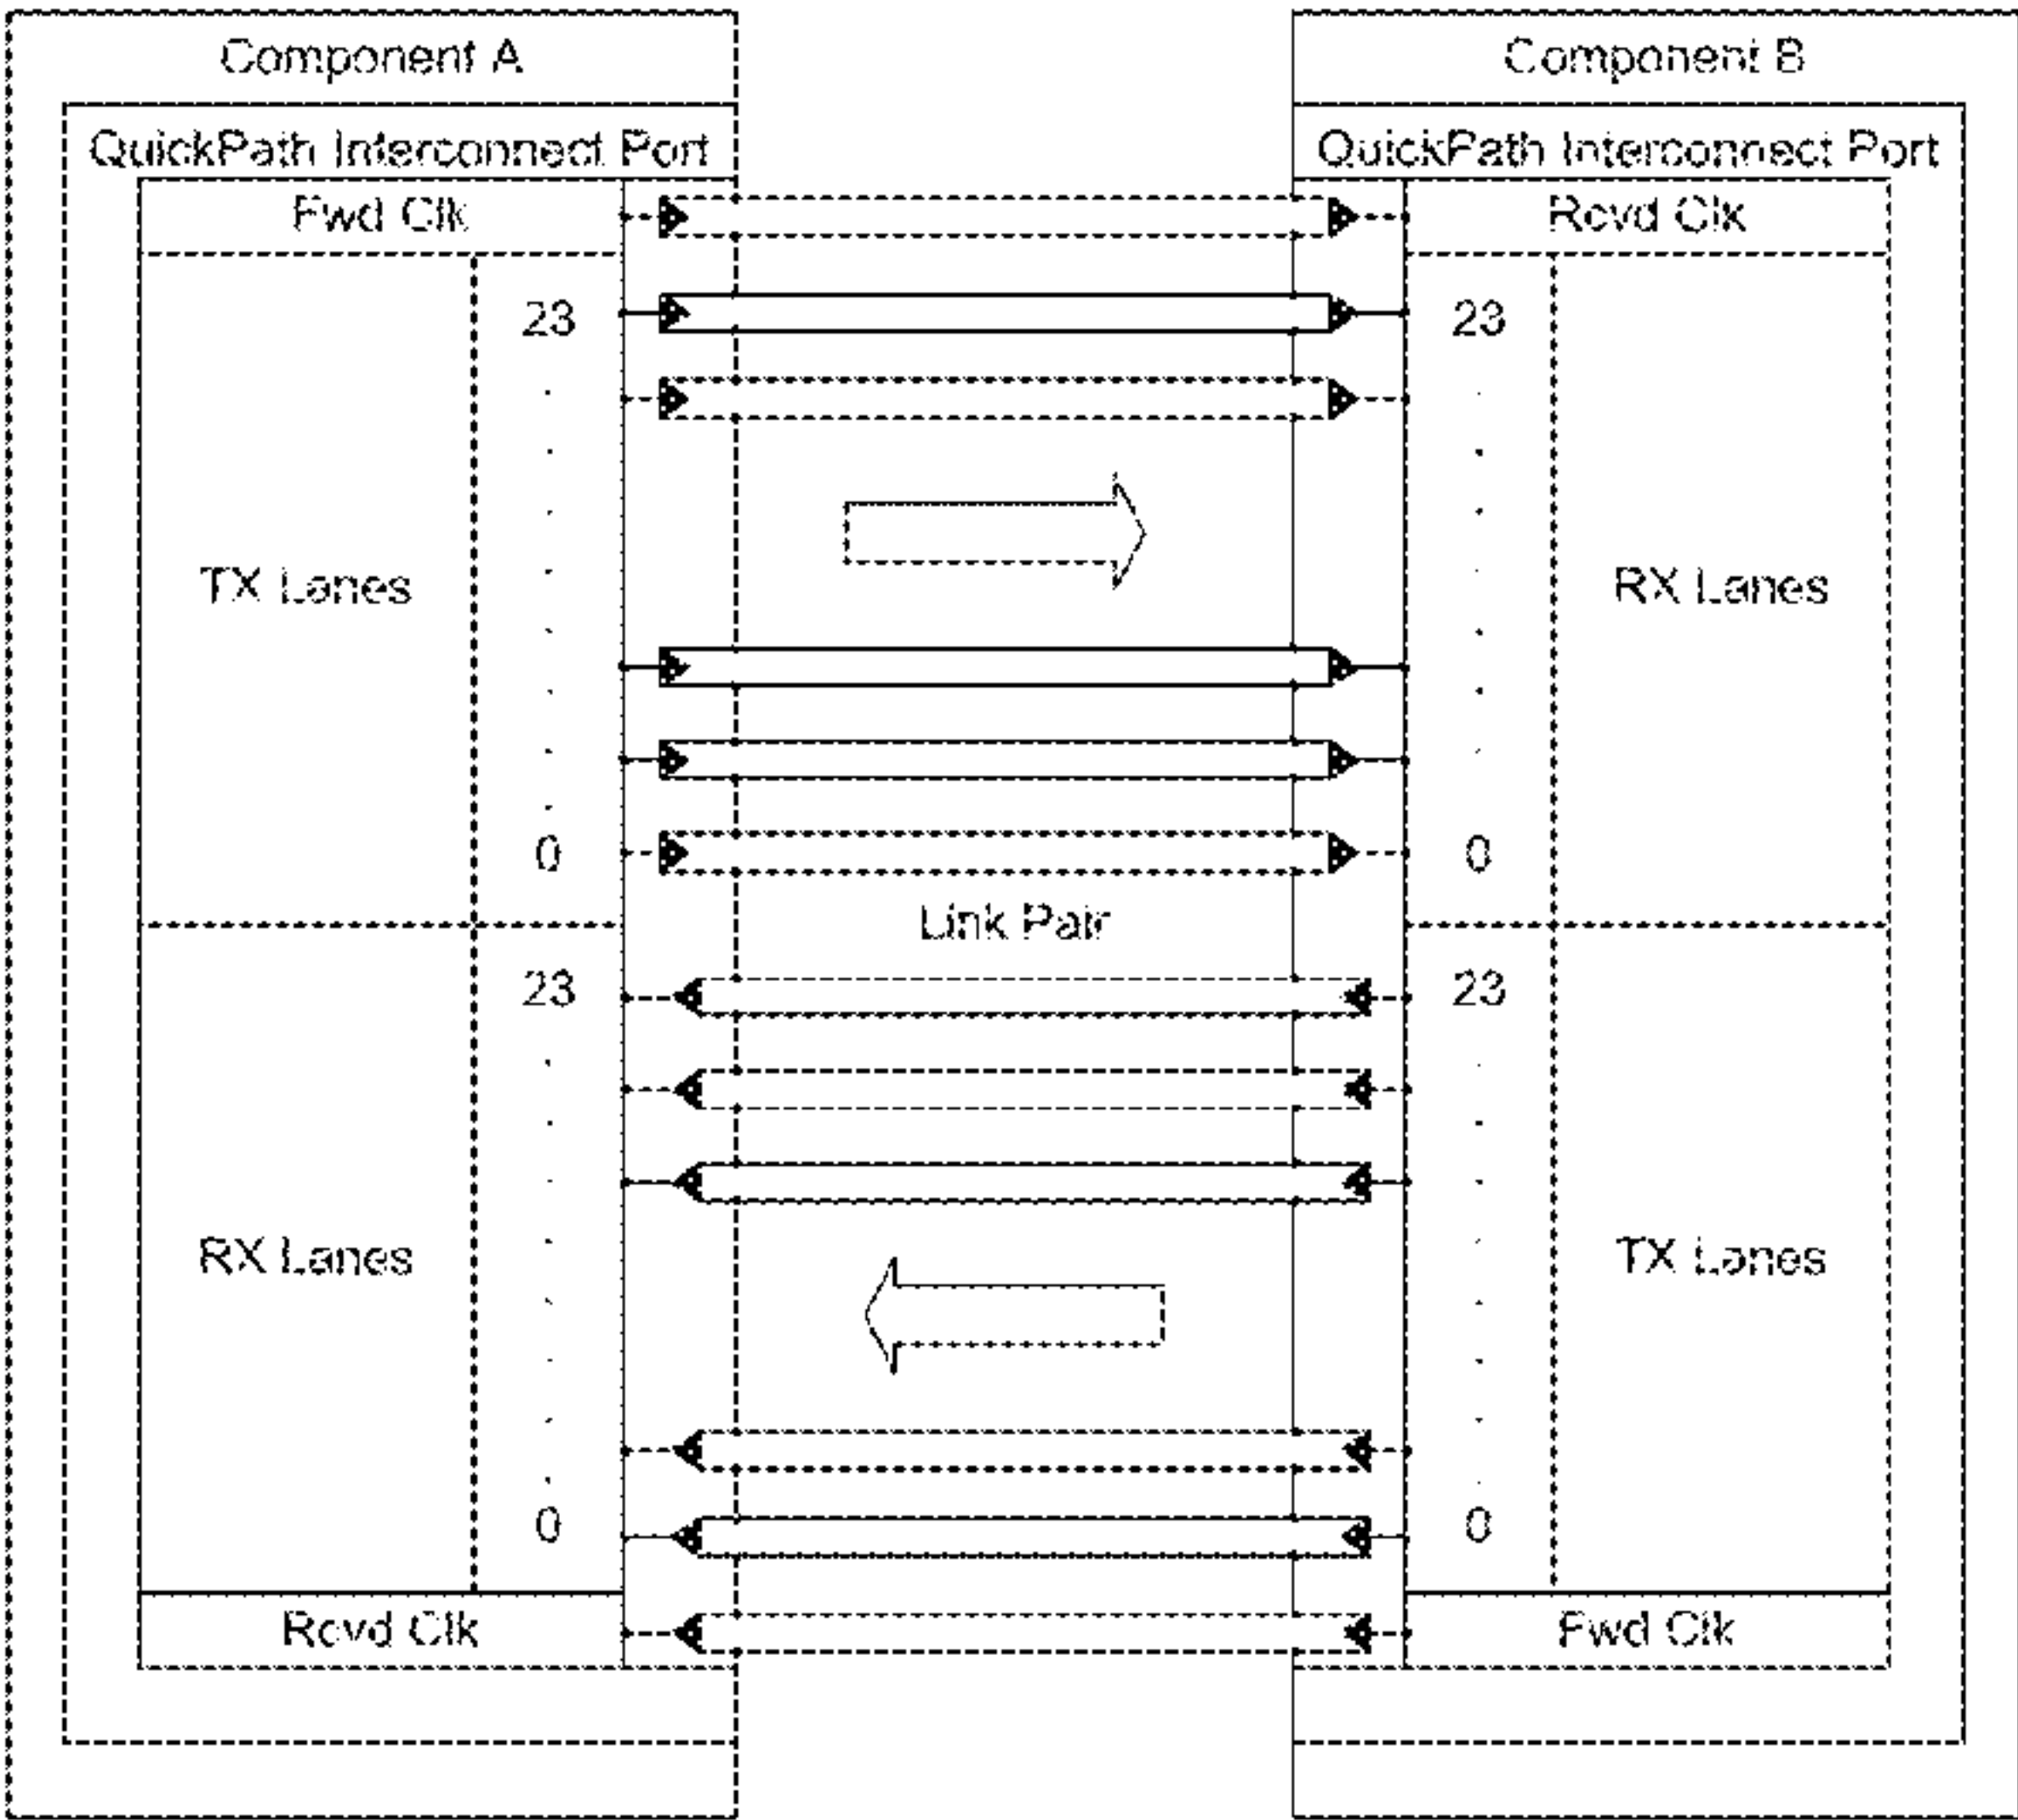 Component A
Component B
QuickPath Interconnect Port
QuickPath Interconnect Port
Fwd Clk
Rcvd Clk
23
23
TX Lanes
RX Lanes
0
0
Link Pair
23
23
RX Lanes
TX Lanes
0
0
Rcvd Clk
Fwd Clk